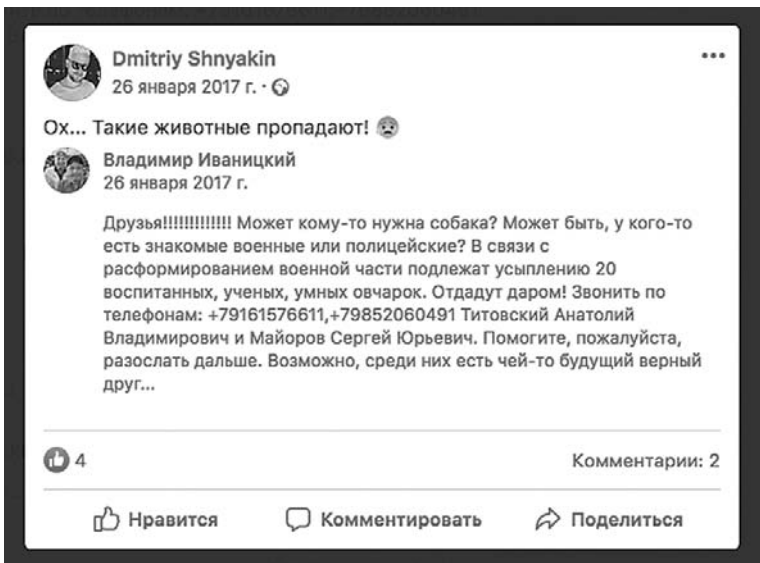 Dmitriy Shnyakin
26 января 2017 г. ·
Ох... Такие животные пропадают!
Владимир Иваницкий
26 января 2017 г.
Друзья!!!!!!!!!!!!! Может кому-то нужна собака? Может быть, у кого-то
есть знакомые военные или полицейские? В связи с
расформированием военной части подлежат усыплению 20
воспитанных, ученых, умных овчарок. Отдадут даром! Звонить по
телефонам: +79161576611,+79852060491 Титовский Анатолий
Владимирович и Майоров Сергей Юрьевич. Помогите, пожалуйста,
разослать дальше. Возможно, среди них есть чей-то будущий верный
друг...
4
Комментарии: 2
Нравится
Комментировать
Поделиться